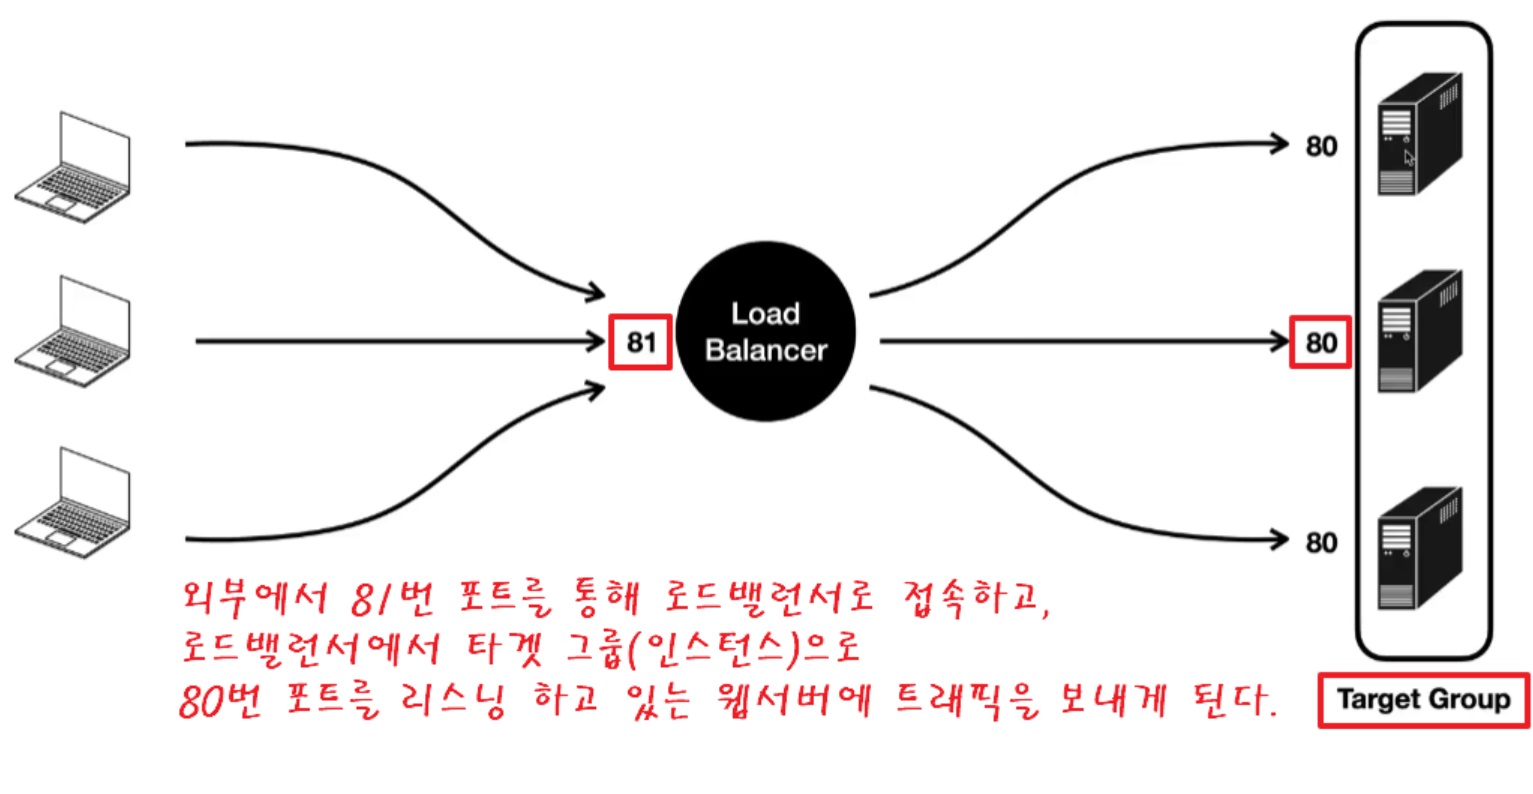 80
81
Load
Balancer
80
80
외부에서 81번 포트를 통해 로드밸런서로 접속하고,
로드밸런서에서 타겟 그룹(인스턴스)으로
80번 포트를 리스닝 하고 있는 웹서버에 트래픽을 보내게 된다.
Target Group